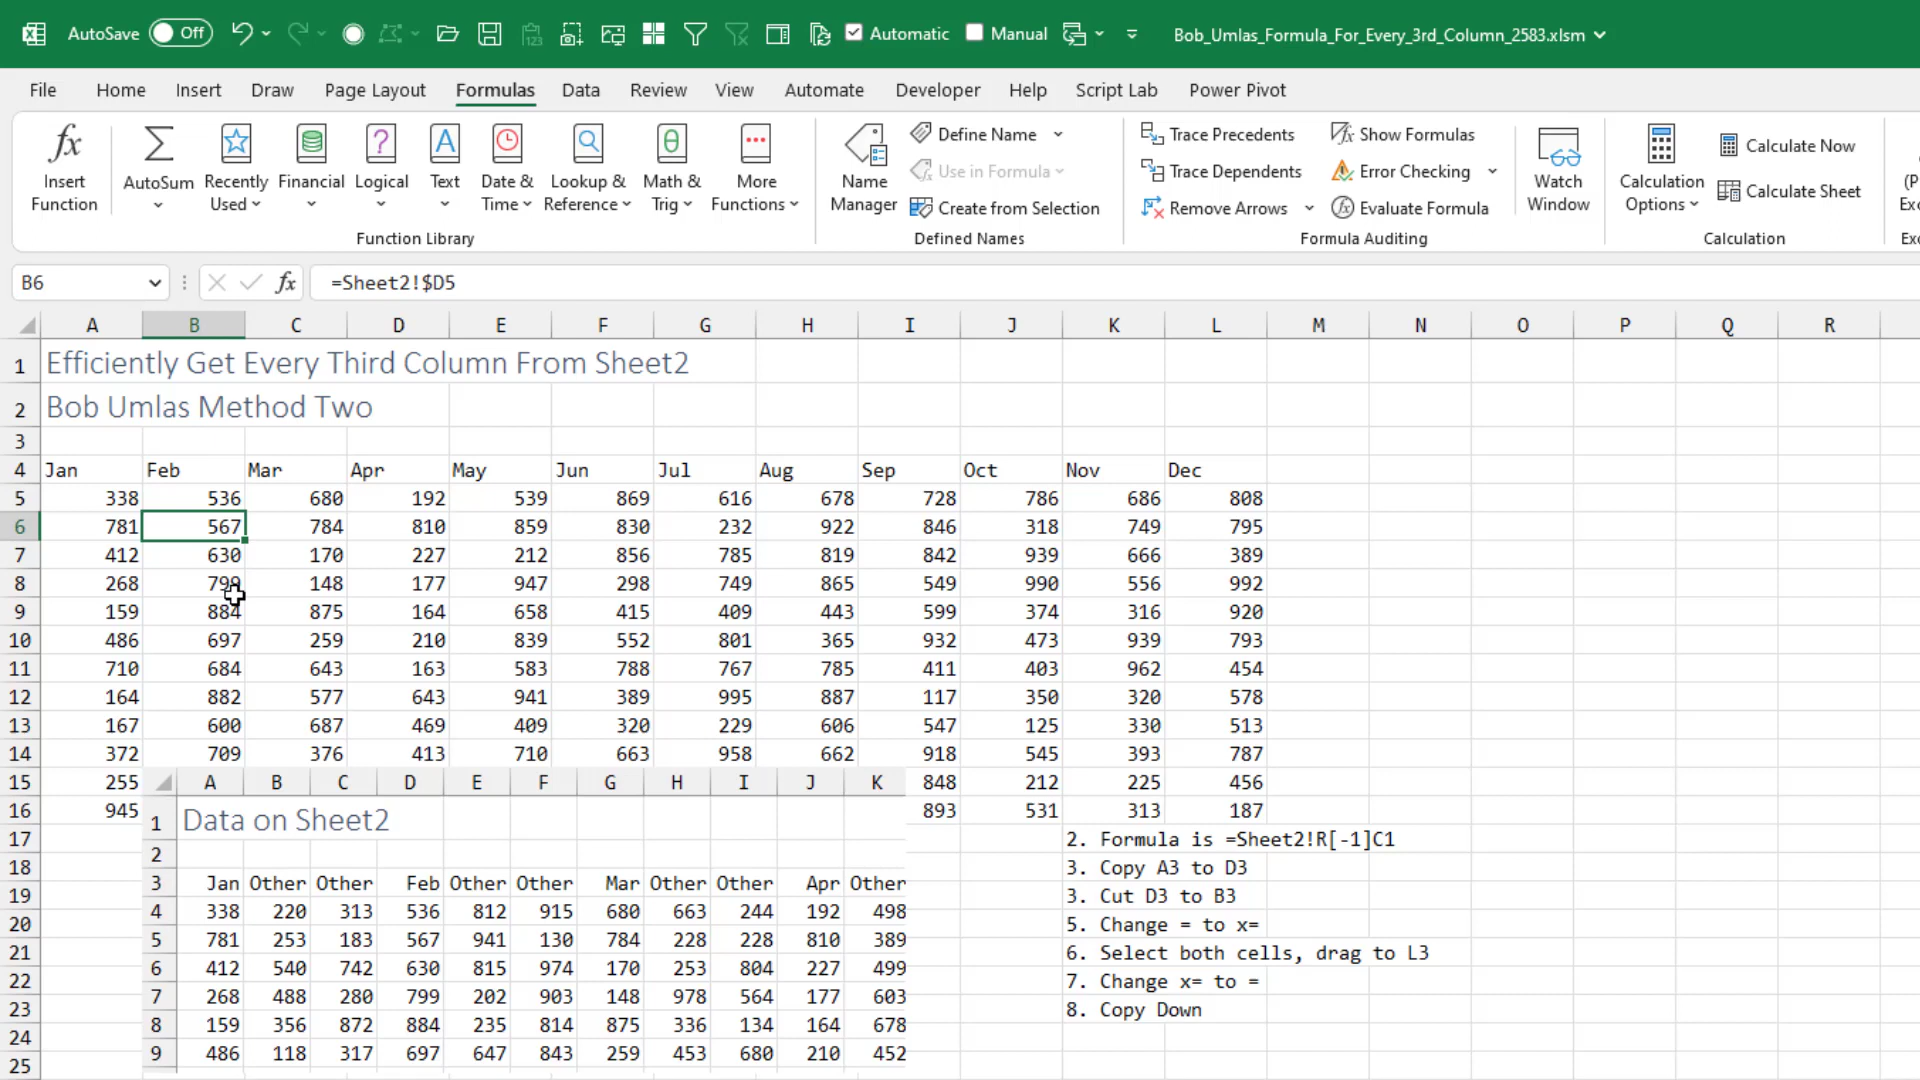 AutoSave Off Automatic Manual Bob_Umlas_Formula_For_Every_3rd_Column_2583.xlsm
File Home Insert Draw Page Layout Formulas Data Review View Automate Developer Help Script Lab Power Pivot
Insert Function AutoSum Recently Used Financial Logical Text Date & Time Lookup & Reference Math & Trig More Functions
Function Library
Name Manager Define Name Use in Formula Create from Selection
Defined Names
Trace Precedents Trace Dependents Remove Arrows Show Formulas Error Checking Evaluate Formula
Formula Auditing
Watch Window
Calculation Options Calculate Now Calculate Sheet
Calculation
B6 fx =Sheet2!$D5
A B C D E F G H I J K L M N O P Q R
1 Efficiently Get Every Third Column From Sheet2
2 Bob Umlas Method Two
3
4 Jan Feb Mar Apr May Jun Jul Aug Sep Oct Nov Dec
5 338 536 680 192 539 869 616 678 728 786 686 808
6 781 567 784 810 859 830 232 922 846 318 749 795
7 412 630 170 227 212 856 785 819 842 939 666 389
8 268 799 148 177 947 298 749 865 549 990 556 992
9 159 884 875 164 658 415 409 443 599 374 316 920
10 486 697 259 210 839 552 801 365 932 473 939 793
11 710 684 643 163 583 788 767 785 411 403 962 454
12 164 882 577 643 941 389 995 887 117 350 320 578
13 167 600 687 469 409 320 229 606 547 125 330 513
14 372 709 376 413 710 663 958 662 918 545 393 787
15 255 848 212 225 456
16 945 893 531 313 187
17 2. Formula is =Sheet2!R[-1]C1
18 3. Copy A3 to D3
19 3. Cut D3 to B3
20 5. Change = to x=
21 6. Select both cells, drag to L3
22 7. Change x= to =
23 8. Copy Down
24
25
A B C D E F G H I J K
1 Data on Sheet2
2
3 Jan Other Other Feb Other Other Mar Other Other Apr Other
4 338 220 313 536 812 915 680 663 244 192 498
5 781 253 183 567 941 130 784 228 228 810 389
6 412 540 742 630 815 974 170 253 804 227 499
7 268 488 280 799 202 903 148 978 564 177 603
8 159 356 872 884 235 814 875 336 134 164 678
9 486 118 317 697 647 843 259 453 680 210 452